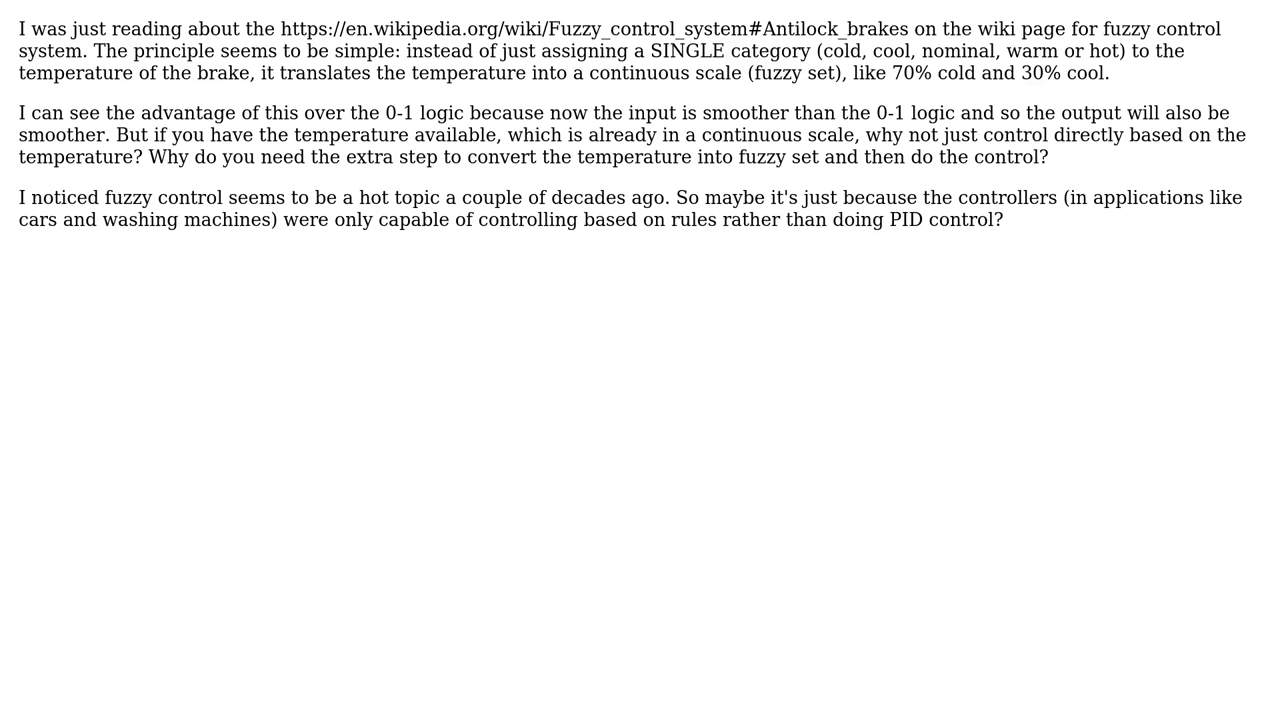 I was just reading about the https://en.wikipedia.org/wiki/Fuzzy_control_system#Antilock_brakes on the wiki page for fuzzy control
system. The principle seems to be simple: instead of just assigning a SINGLE category (cold, cool, nominal, warm or hot) to the
temperature of the brake, it translates the temperature into a continuous scale (fuzzy set), like 70% cold and 30% cool.
I can see the advantage of this over the 0-1 logic because now the input is smoother than the 0-1 logic and so the output will also be
smoother. But if you have the temperature available, which is already in a continuous scale, why not just control directly based on the
temperature? Why do you need the extra step to convert the temperature into fuzzy set and then do the control?
I noticed fuzzy control seems to be a hot topic a couple of decades ago. So maybe it's just because the controllers (in applications like
cars and washing machines) were only capable of controlling based on rules rather than doing PID control?